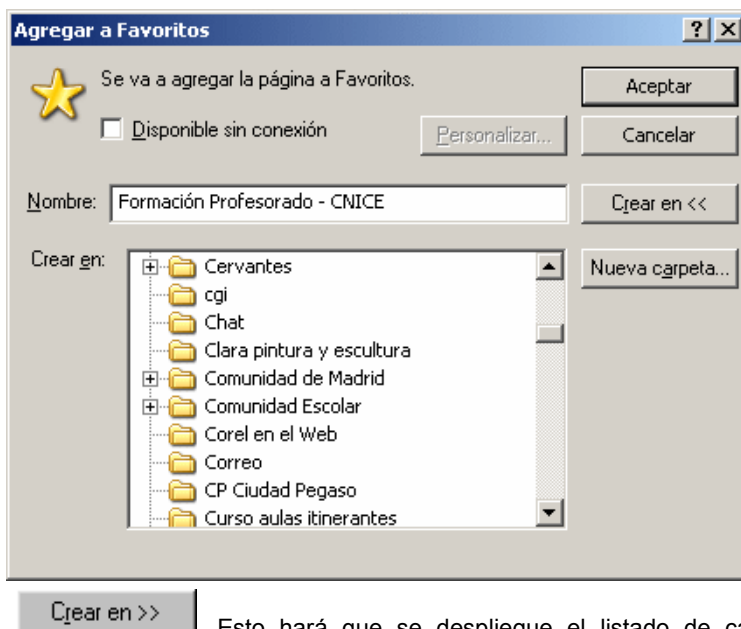 Agregar a Favoritos
Se va a agregar la página a Favoritos.
Aceptar
Disponible sin conexión
Personalizar...
Cancelar
Nombre:
Formación Profesorado - CNICE
Crear en <<
Crear en:
Nueva carpeta...
Cervantes
cgi
Chat
Clara pintura y escultura
Comunidad de Madrid
Comunidad Escolar
Corel en el Web
Correo
CP Ciudad Pegaso
Curso aulas itinerantes
Crear en >>
Esto hará que se despliegue el listado de